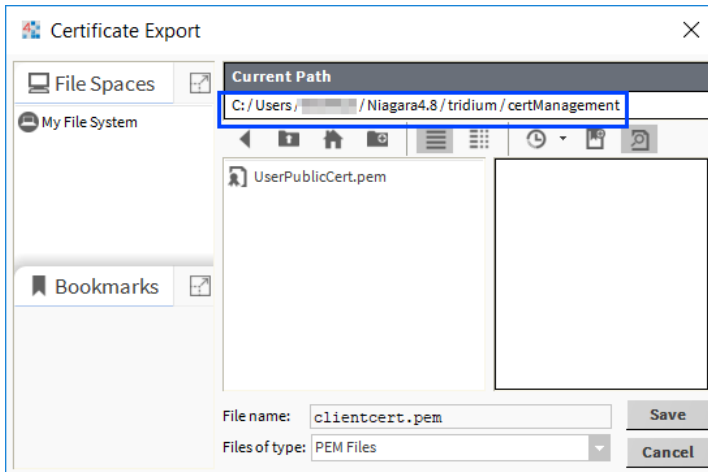 Certificate Export
File Spaces
My File System
Bookmarks
Current Path
C:/Users/ /Niagara4.8/tridium/certManagement
UserPublicCert.pem
File name: clientcert.pem
Save
Files of type: PEM Files
Cancel